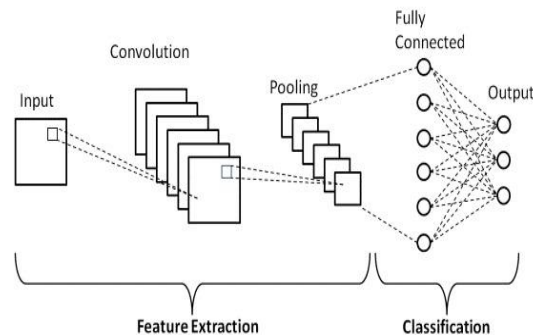 Fully
Connected
Convolution
Pooling
Output
Input
Feature Extraction
Classification